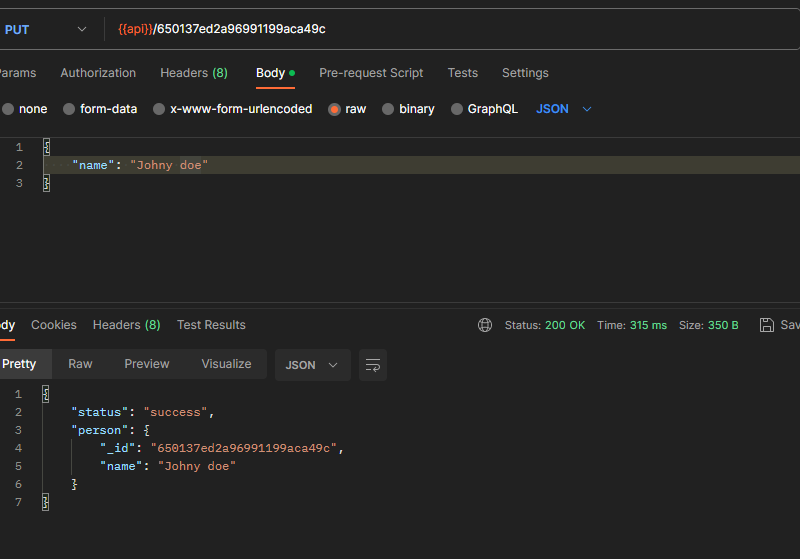 PUT {{api}}/650137ed2a96991199aca49c
arams Authorization Headers (8) Body Pre-request Script Tests Settings
none form-data x-www-form-urlencoded raw binary GraphQL JSON
1 {
2 "name": "Johny doe"
3 }
dy Cookies Headers (8) Test Results Status: 200 OK Time: 315 ms Size: 350 B Sav
Pretty Raw Preview Visualize JSON
1 {
2 "status": "success",
3 "person": {
4 "_id": "650137ed2a96991199aca49c",
5 "name": "Johny doe"
6 }
7 }